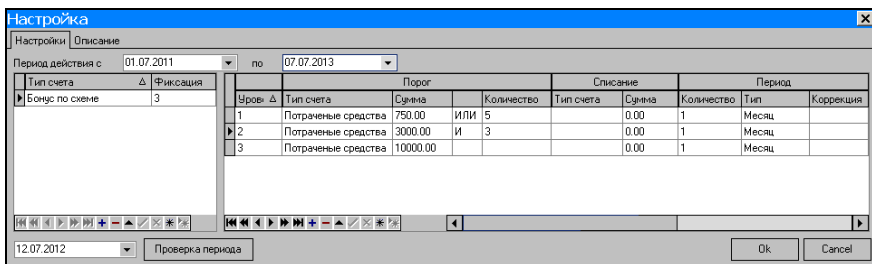 Настройка
Настройки Описание
Период действия с 01.07.2011 по 07.07.2013
Тип счета Фиксация
Бонус по схеме 3
Порог Списание Период
Уров Тип счета Сумма Количество Тип счета Сумма Количество Тип Коррекция
1 Потраченые средства 750.00 ИЛИ 5 0.00 1 Месяц
2 Потраченые средства 3000.00 И 3 0.00 1 Месяц
3 Потраченые средства 10000.00 0.00 1 Месяц
12.07.2012 Проверка периода Ok Cancel